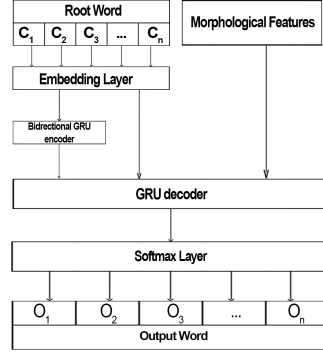 Root Word
Morphological Features
C1 C2 C3 ... Cn
Embedding Layer
Bidrectional GRU
encoder
GRU decoder
Softmax Layer
O1 O2 O3 ... On
Output Word